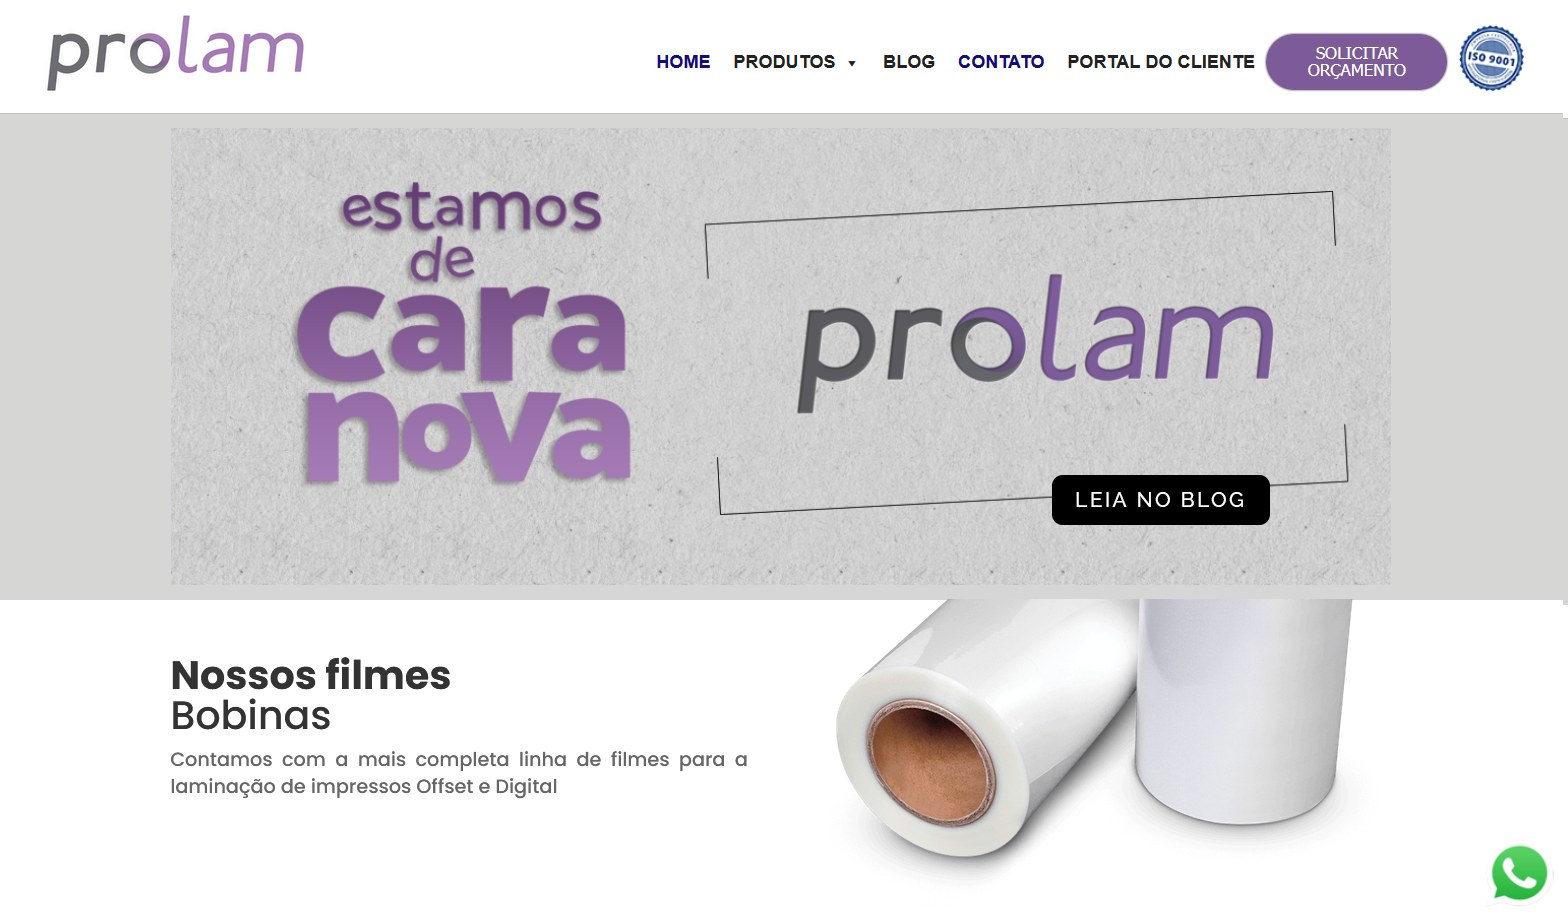 prolam
HOME PRODUTOS BLOG CONTATO PORTAL DO CLIENTE
SOLICITAR
ORÇAMENTO
ISO 9001
estamos
de
cara
nova
prolam
LEIA NO BLOG
Nossos filmes
Bobinas
Contamos com a mais completa linha de filmes para a
laminação de impressos Offset e Digital